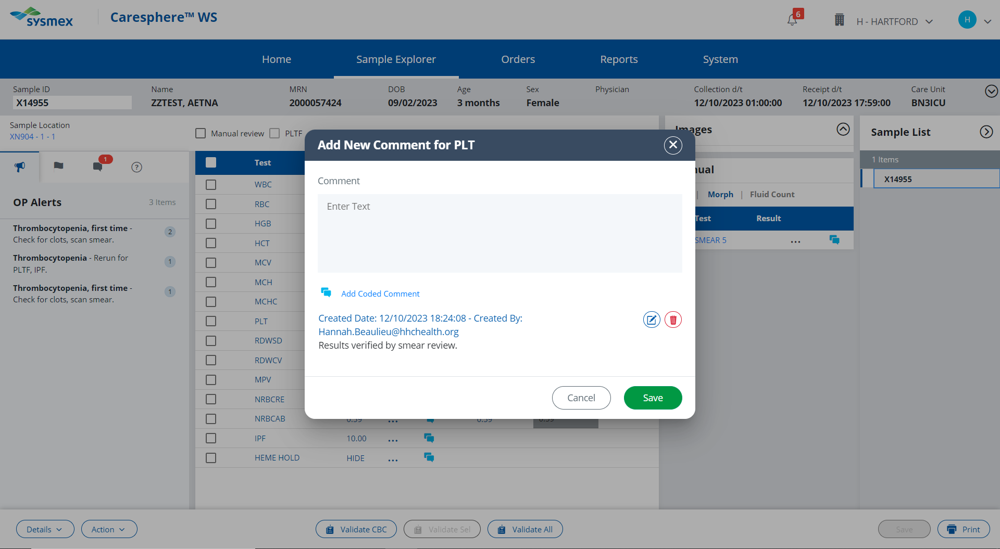 sysmex
Caresphere™ WS
6
H - HARTFORD
H
Home
Sample Explorer
Orders
Reports
System
Sample ID
Name
MRN
DOB
Age
Sex
Physician
Collection d/t
Receipt d/t
Care Unit
X14955
ZZTEST, AETNA
2000057424
09/02/2023
3 months
Female
12/10/2023 01:00:00
12/10/2023 17:59:00
BN3ICU
Sample Location
XN904 - 1 - 1
Manual review
PLTF
1
?
OP Alerts
3 Items
Thrombocytopenia, first time -
Check for clots, scan smear.
2
Thrombocytopenia - Rerun for
PLTF, IPF.
1
Thrombocytopenia, first time -
Check for clots, scan smear.
1
Test
WBC
RBC
HGB
HCT
MCV
MCH
MCHC
PLT
RDWSD
RDWCV
MPV
NRBCRE
NRBCAB
0.59
...
0.59
0.59
IPF
10.00
...
HEME HOLD
HIDE
...
Add New Comment for PLT
Comment
Enter Text
Add Coded Comment
Created Date: 12/10/2023 18:24:08 - Created By:
Hannah.Beaulieu@hhchealth.org
Results verified by smear review.
Cancel
Save
Images
nual
| Morph | Fluid Count
Test
Result
SMEAR 5
...
Sample List
1 Items
X14955
Details
Action
Validate CBC
Validate Sel
Validate All
Save
Print